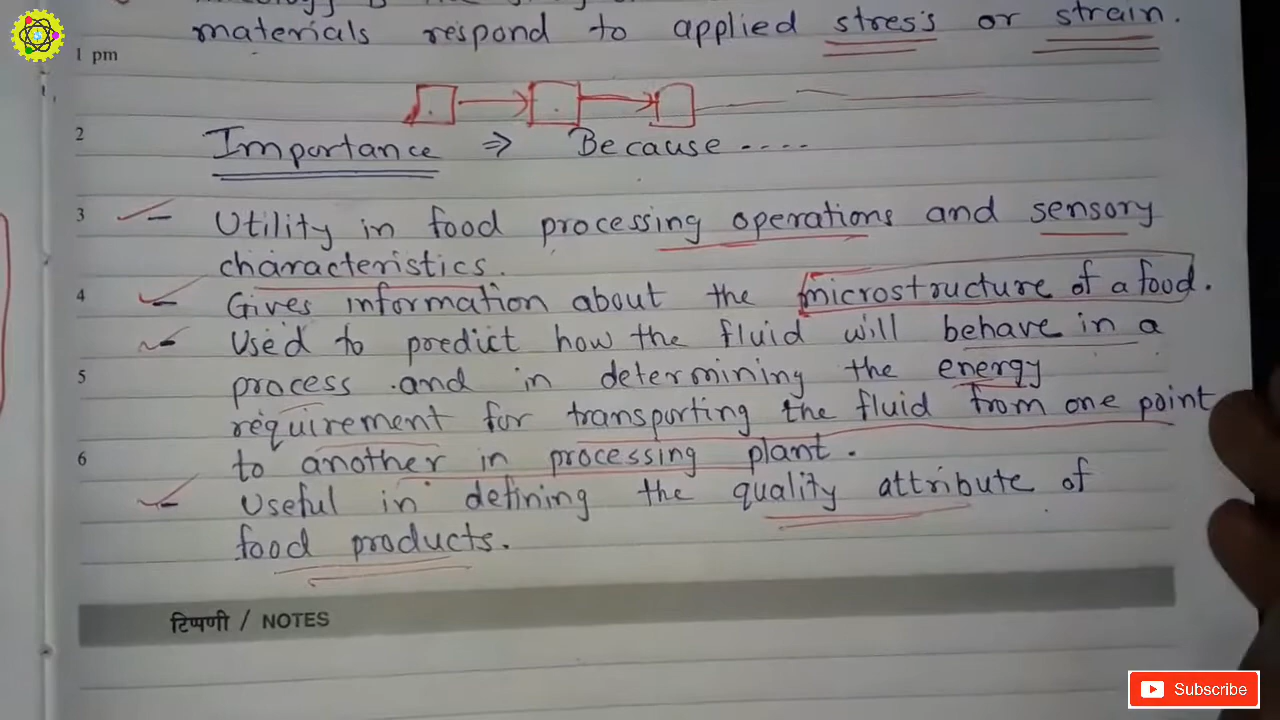 materials respond to applied stress or strain.
1 pm
2
Importance ⇒ Because ----
3
- Utility in food processing operations and sensory
characteristics.
4
- Gives information about the microstructure of a food.
- Used to predict how the fluid will behave in a
5
process and in determining the energy
requirement for transporting the fluid from one point
6
to another in processing plant.
- Useful in defining the quality attribute of
food products.
टिप्पणी / NOTES
Subscribe